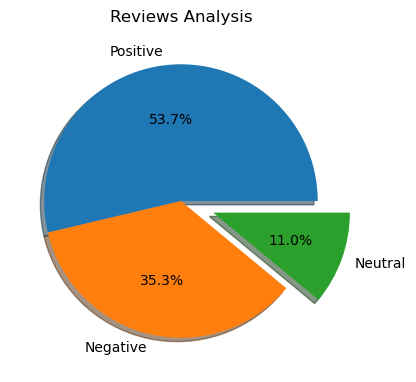 Reviews Analysis
Positive
53.7%
11.0%
Neutral
35.3%
Negative